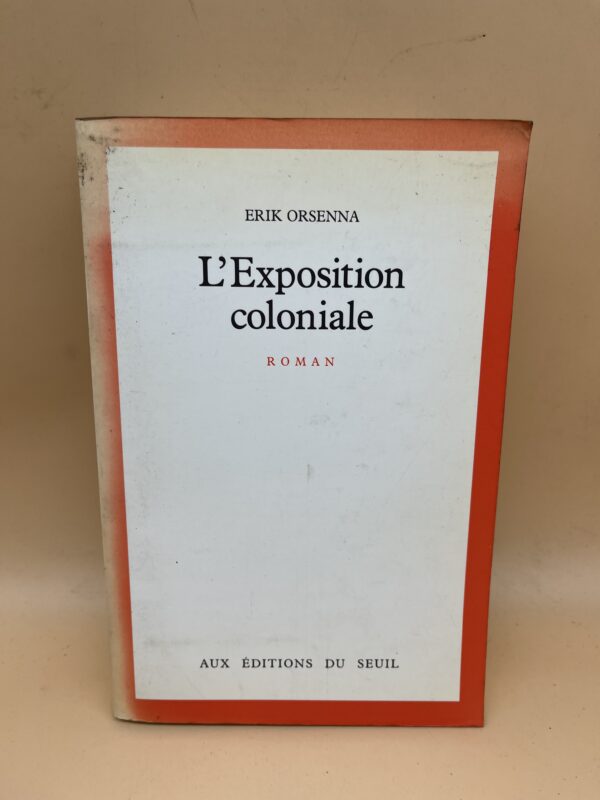 ERIK ORSENNA
L'Exposition
coloniale
ROMAN
AUX ÉDITIONS DU SEUIL